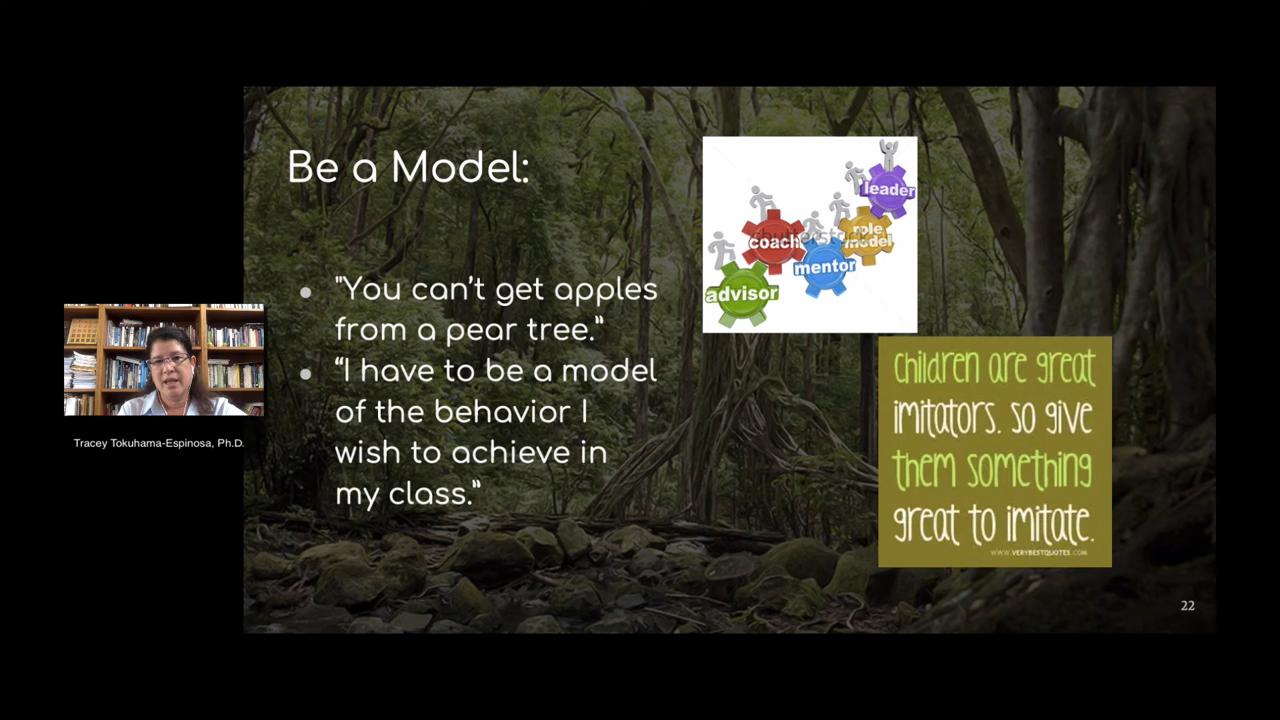 Be a Model:
"You can't get apples
from a pear tree.”
“I have to be a model
of the behavior I
wish to achieve in
my class.”
leader
role
model
coach
mentor
advisor
children are great
imitators. so give
them something
great to imitate.
WWW.VERYBESTQUOTES.COM
Tracey Tokuhama-Espinosa, Ph.D.
22